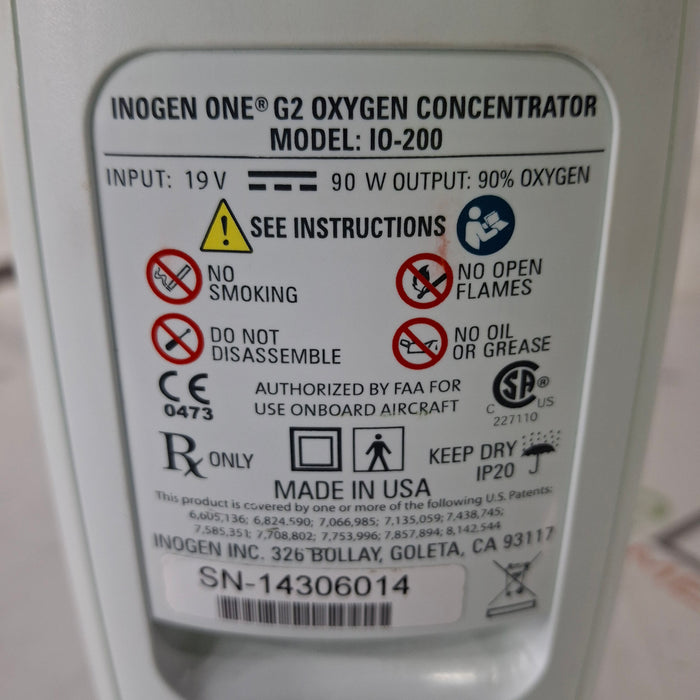 INOGEN ONE® G2 OXYGEN CONCENTRATOR
MODEL: IO-200
INPUT: 19 V 90 W OUTPUT: 90% OXYGEN
SEE INSTRUCTIONS
NO SMOKING
NO OPEN FLAMES
DO NOT DISASSEMBLE
NO OIL OR GREASE
CE 0473
AUTHORIZED BY FAA FOR
USE ONBOARD AIRCRAFT
CSA®
C US
227110
Rx ONLY
KEEP DRY
IP20
MADE IN USA
This product is covered by one or more of the following U.S. Patents:
6,605,136; 6,824,590; 7,066,985; 7,135,059; 7,438,745;
7,585,351; 7,708,802; 7,753,996; 7,857,894; 8,142,544
INOGEN INC. 326 BOLLAY, GOLETA, CA 93117
SN-14306014